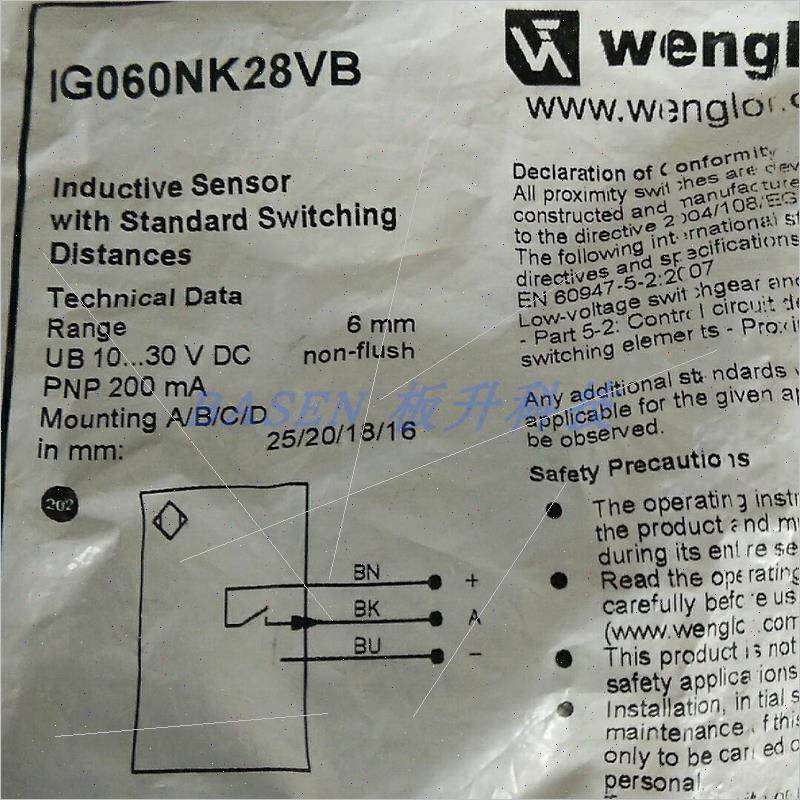 IG060NK28VB
Inductive Sensor
with Standard Switching
Distances
Technical Data
Range 6 mm
UB 10...30 V DC non-flush
PNP 200 mA
Mounting A/B/C/D
in mm: 25/20/18/16
BASEN 板升科技
202
BN +
BK A
BU -
wengl
www.wenglor.c
Declaration of Conformity
All proximity switches are dev
constructed and manufacture
to the directive 2004/108/EG
The following international st
directives and specifications
EN 60947-5-2:2007
Low-voltage switchgear and
- Part 5-2: Control circuit de
switching elements - Proxi
Any additional standards
applicable for the given ap
be observed.
Safety Precautions
● The operating instr
the product and m
during its entire se
● Read the operating
carefully before us
(www.wenglor.com
● This product is not
safety applications
● Installation, initial s
maintenance of this
only to be carried o
personal.